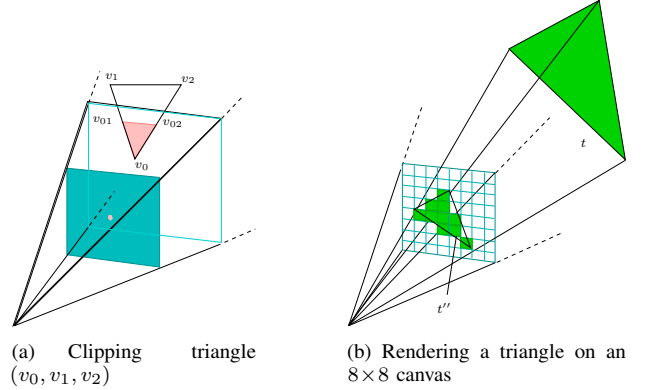 v₁
v₂
v₀₁
v₀₂
v₀
t
t′′
(a) Clipping triangle
(v₀, v₁, v₂)
(b) Rendering a triangle on an
8×8 canvas